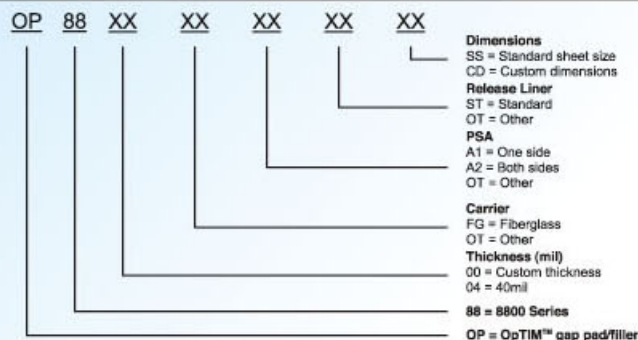 OP 88 XX XX XX XX XX
Dimensions
SS = Standard sheet size
CD = Custom dimensions
Release Liner
ST = Standard
OT = Other
PSA
A1 = One side
A2 = Both sides
OT = Other
Carrier
FG = Fiberglass
OT = Other
Thickness (mil)
00 = Custom thickness
04 = 40mil
88 = 8800 Series
OP = OpTIM™ gap pad/filler